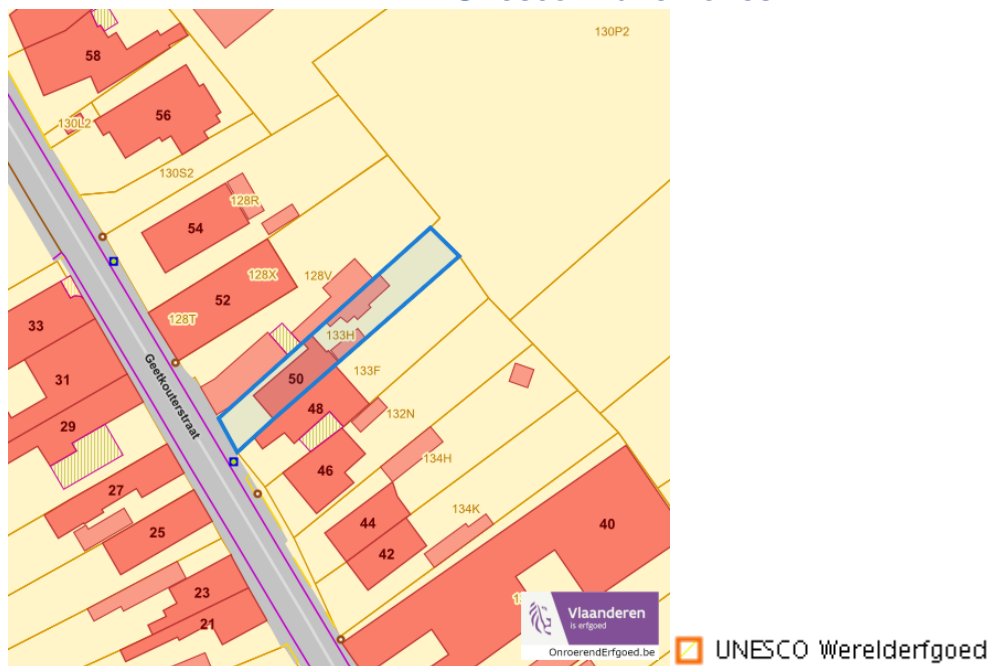 130P2
58
56
130L2
130S2
128R
54
128X
128V
52
128T
133H
33
50
133F
31
Geetkouterstraat
48
132N
29
46
134H
27
134K
44
40
25
42
23
21
Vlaanderen
is erfgoed
OnroerendErfgoed.be
UNESCO Werelderfgoed